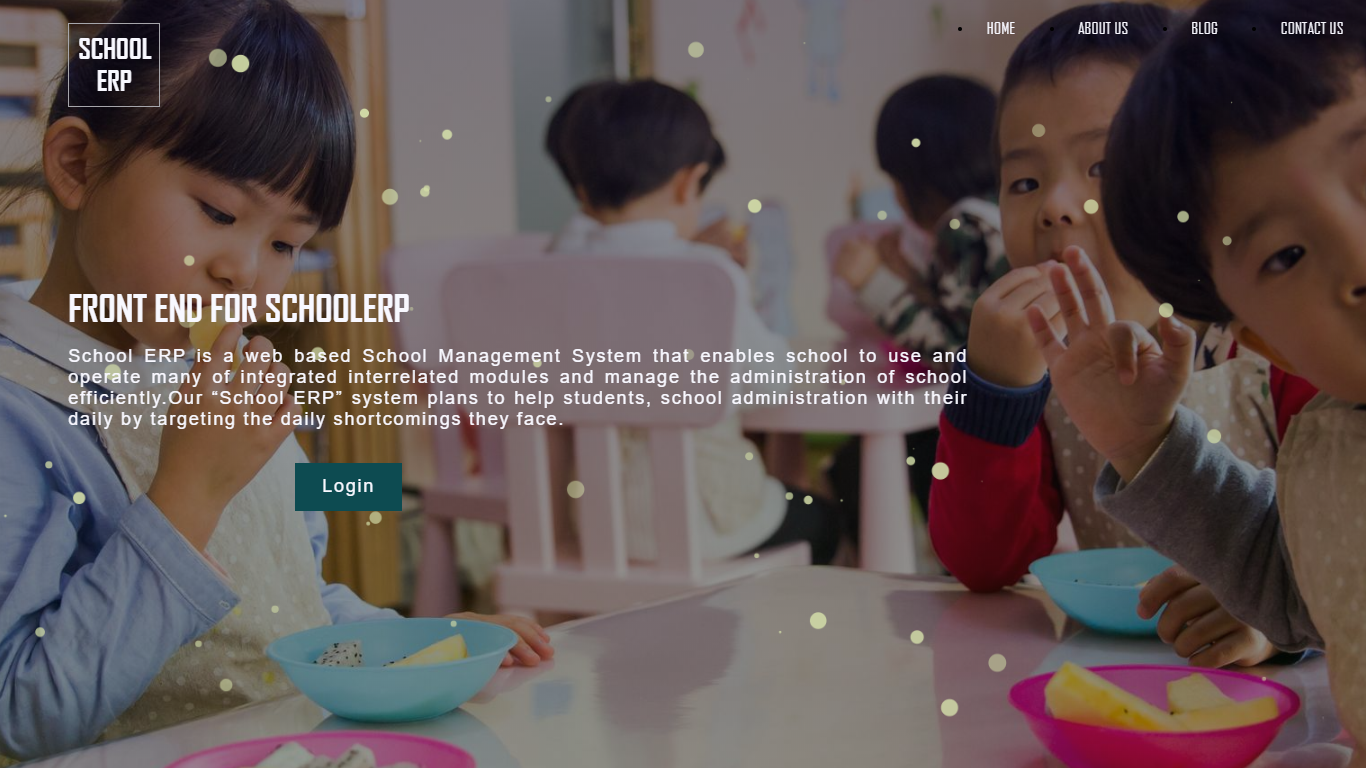 SCHOOL
ERP
HOME
ABOUT US
BLOG
CONTACT US
FRONT END FOR SCHOOLERP
School ERP is a web based School Management System that enables school to use and
operate many of integrated interrelated modules and manage the administration of school
efficiently.Our “School ERP” system plans to help students, school administration with their
daily by targeting the daily shortcomings they face.
Login